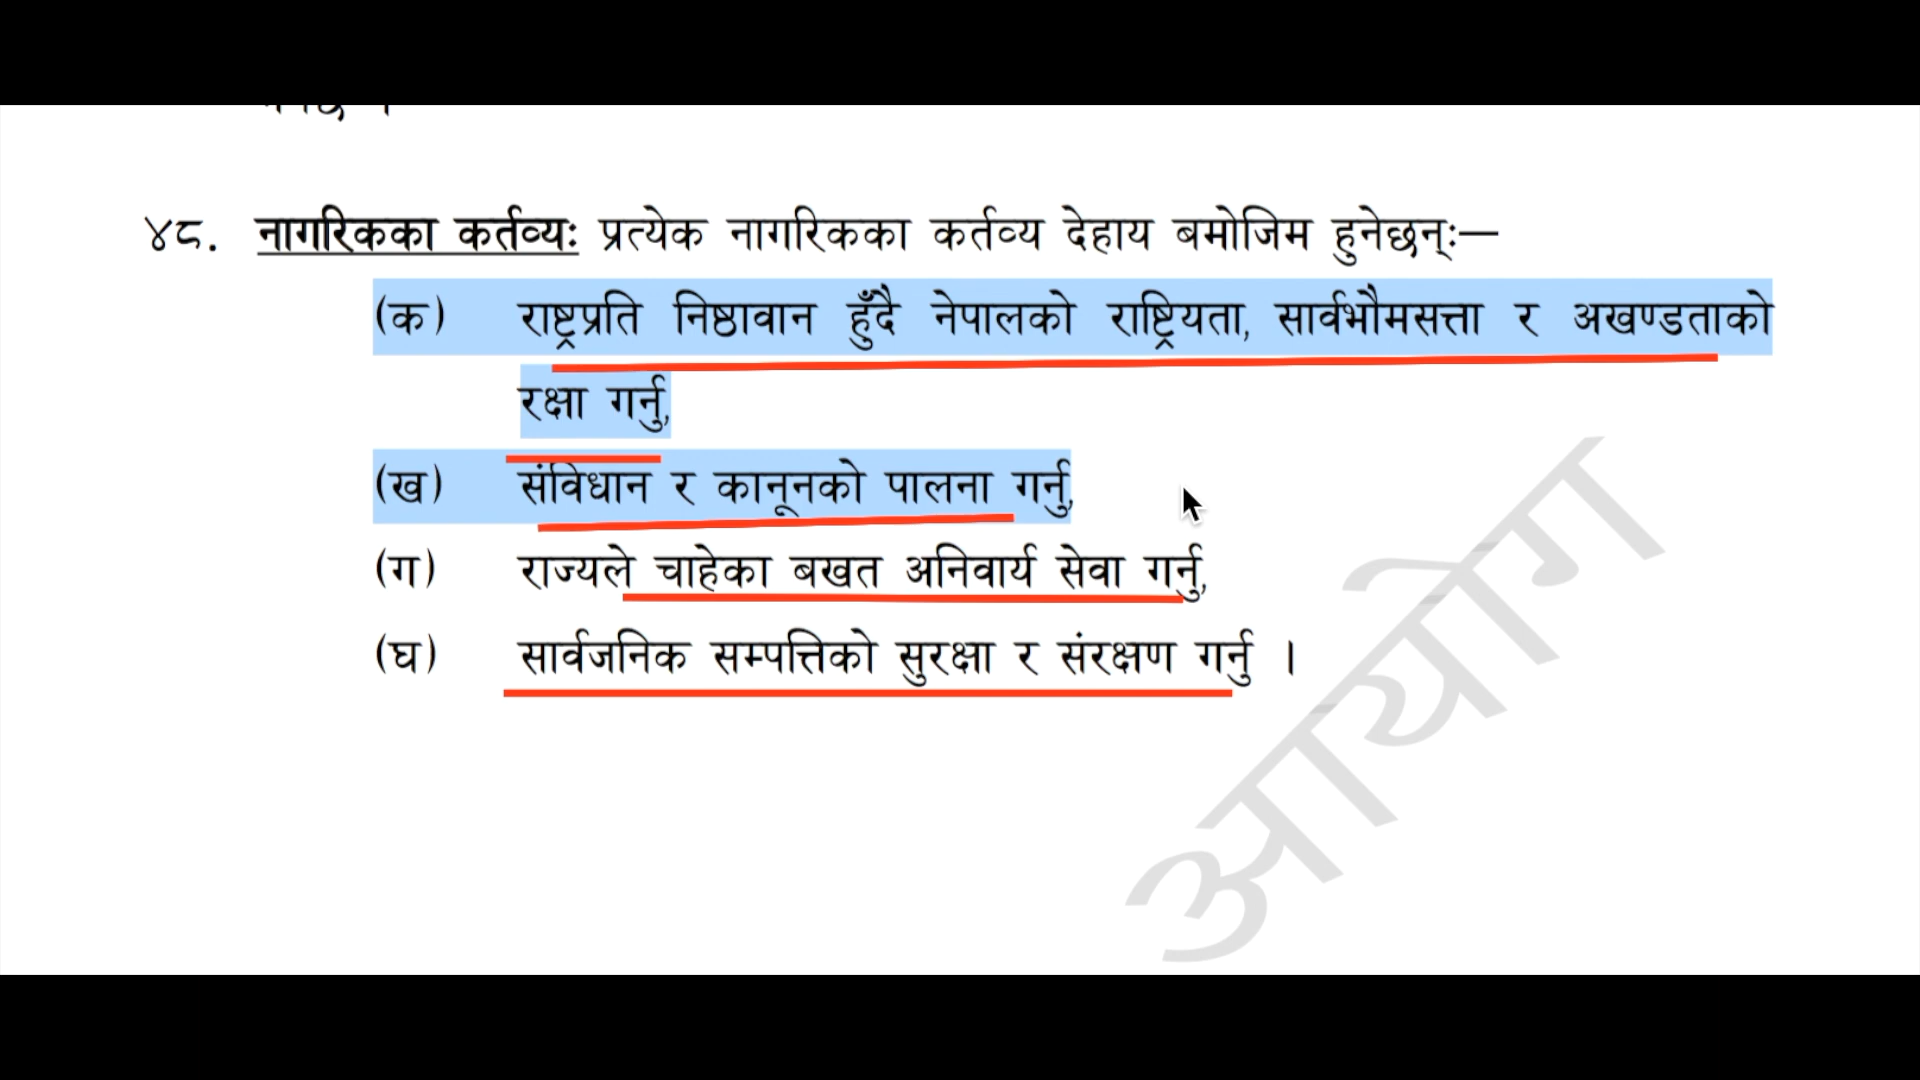 ४८. नागरिकका कर्तव्यः प्रत्येक नागरिकका कर्तव्य देहाय बमोजिम हुनेछन्ः—
(क) राष्ट्रप्रति निष्ठावान हुँदै नेपालको राष्ट्रियता, सार्वभौमसत्ता र अखण्डताको
रक्षा गर्नु,
(ख) संविधान र कानूनको पालना गर्नु,
(ग) राज्यले चाहेका बखत अनिवार्य सेवा गर्नु,
(घ) सार्वजनिक सम्पत्तिको सुरक्षा र संरक्षण गर्नु ।
आयोग